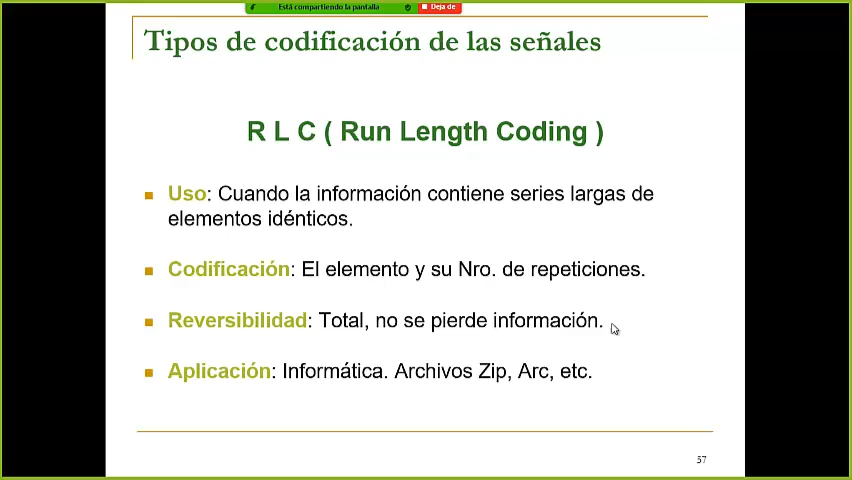 Está compartiendo la pantalla
Deja de
Tipos de codificación de las señales
R L C ( Run Length Coding )
Uso: Cuando la información contiene series largas de
elementos idénticos.
Codificación: El elemento y su Nro. de repeticiones.
Reversibilidad: Total, no se pierde información.
Aplicación: Informática. Archivos Zip, Arc, etc.
57